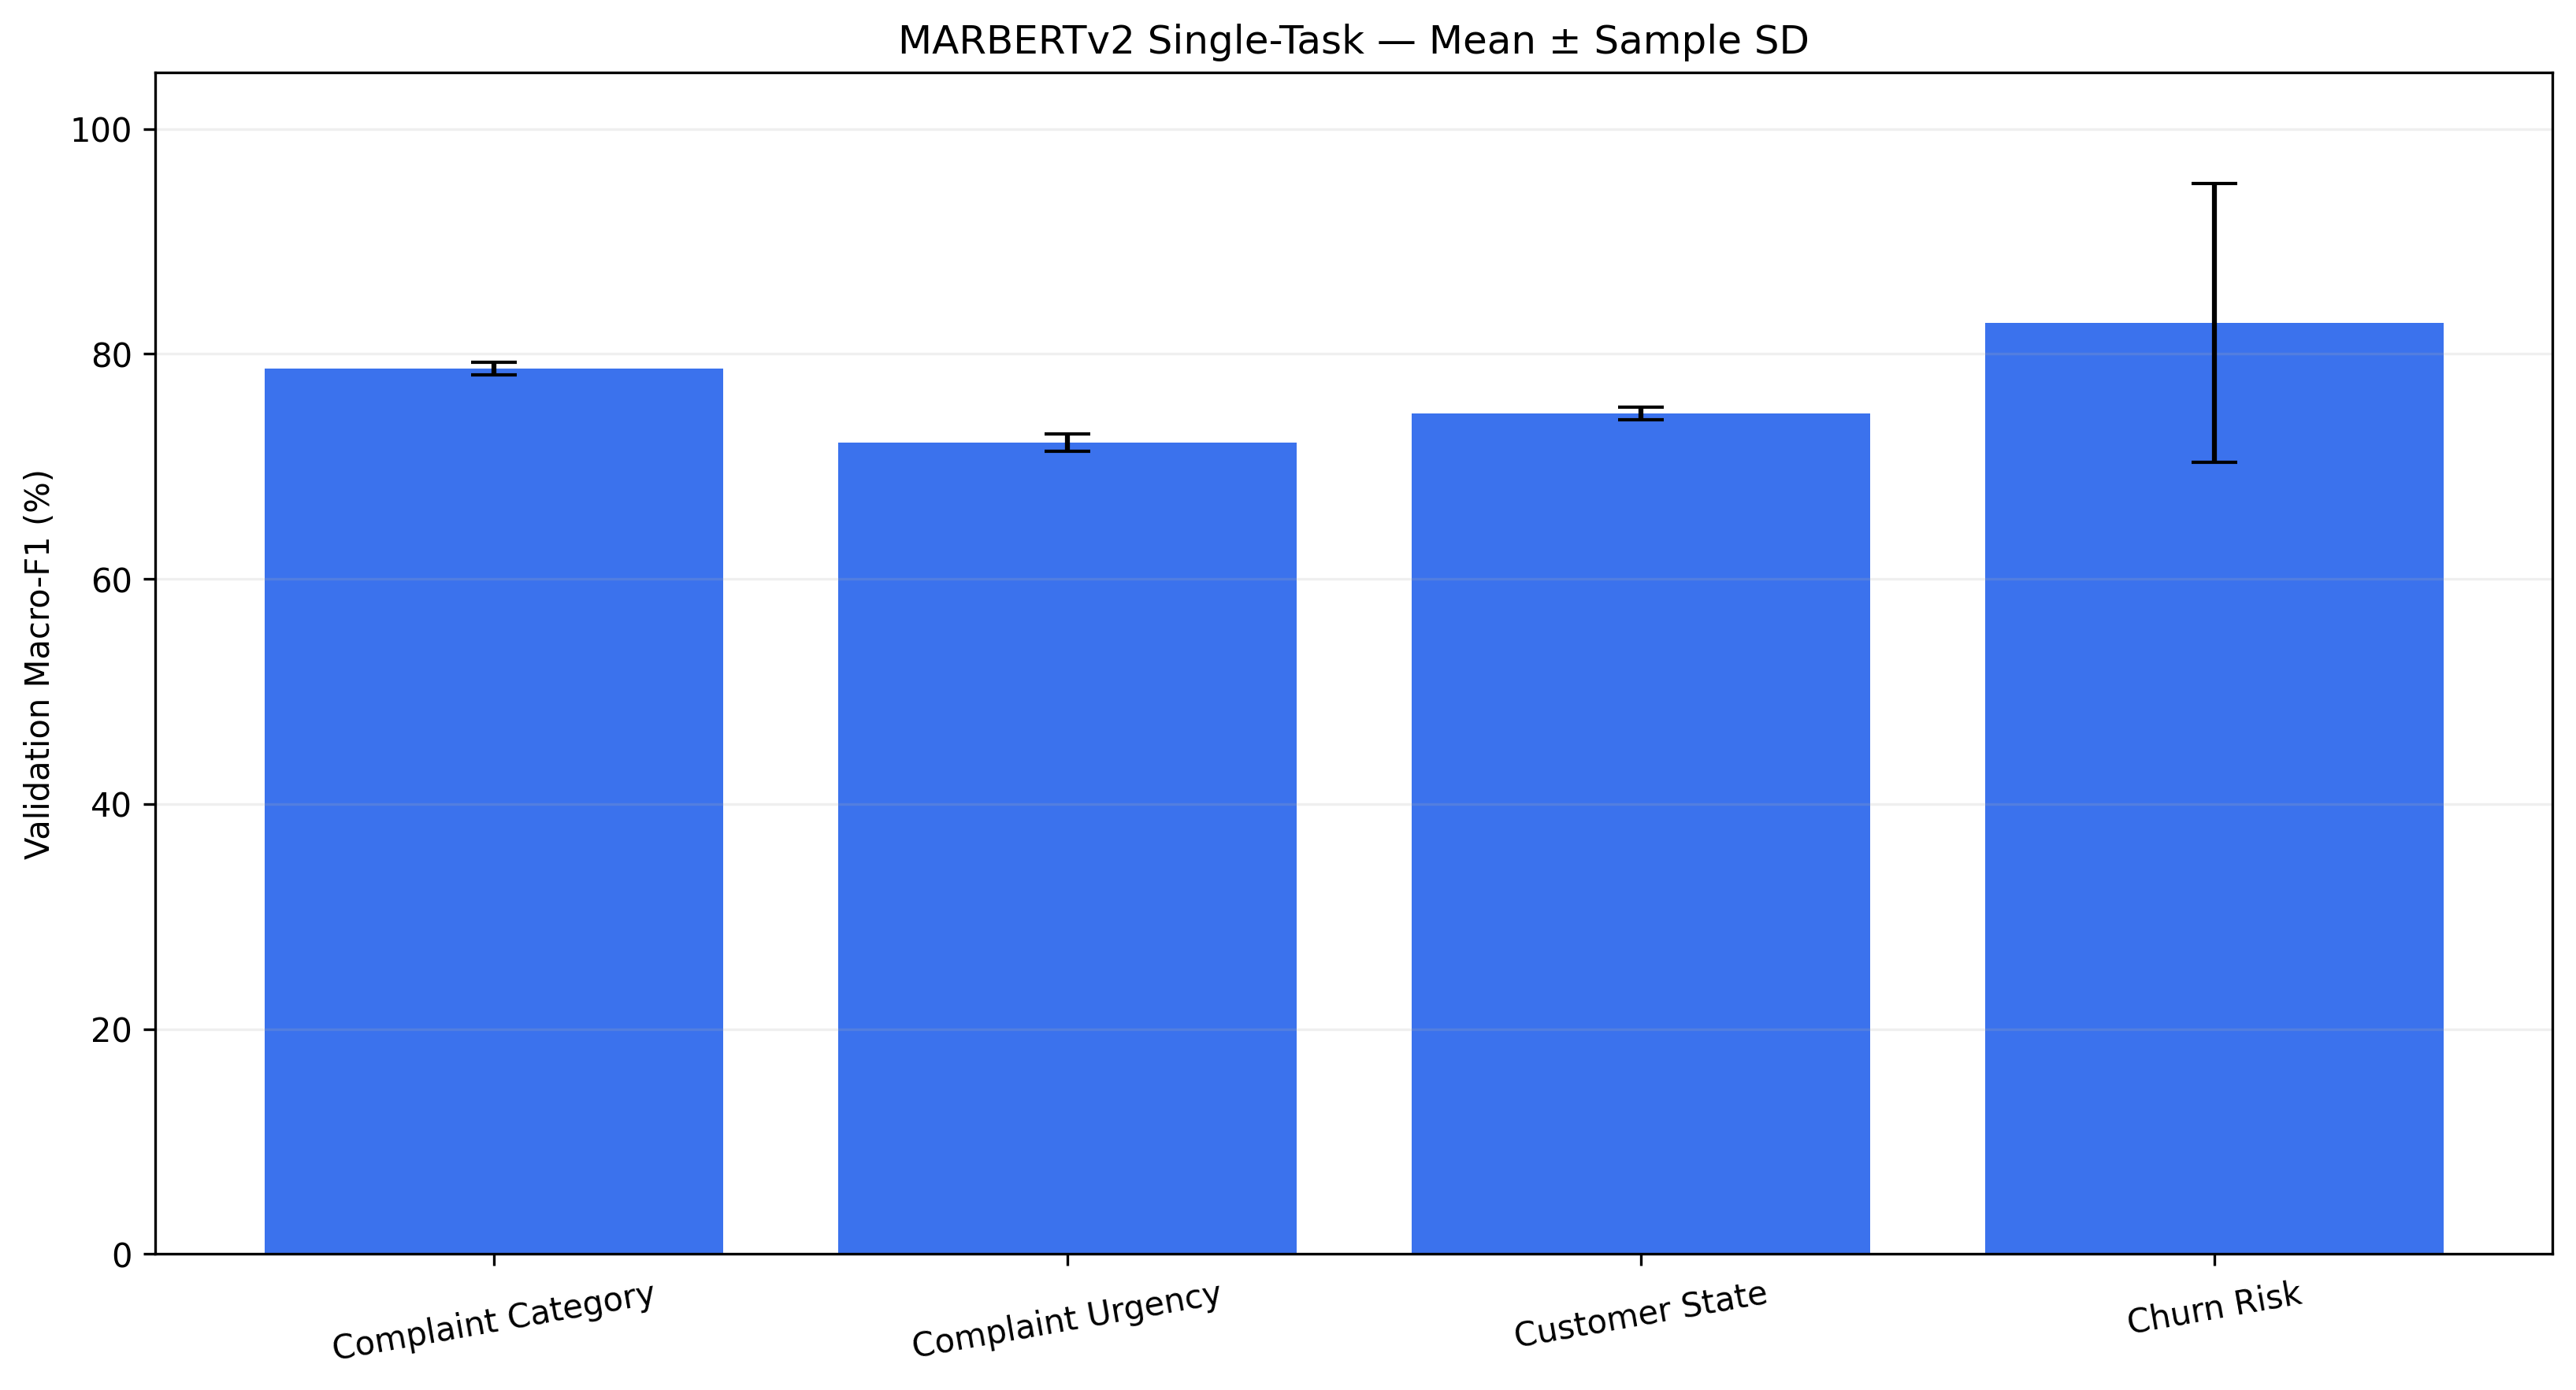 MARBERTv2 Single-Task — Mean ± Sample SD
Validation Macro-F1 (%)
100
80
60
40
20
0
Complaint Category
Complaint Urgency
Customer State
Churn Risk